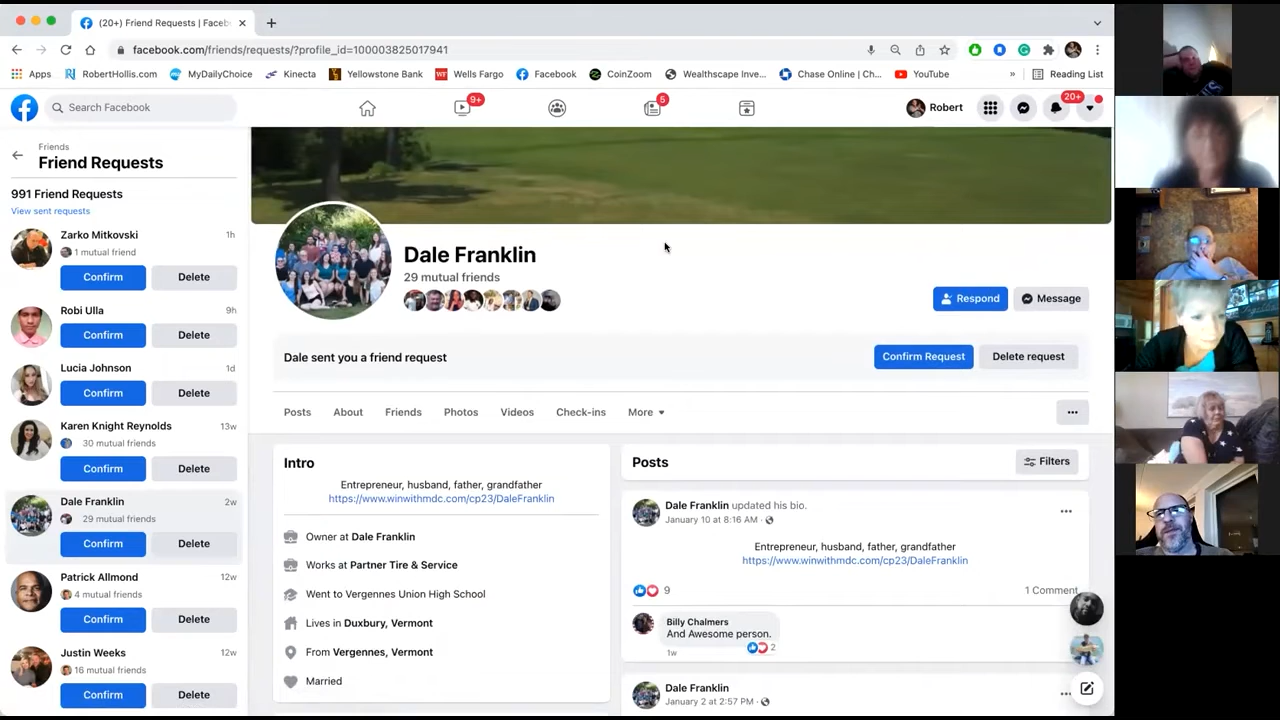 (20+) Friend Requests | Faceb
facebook.com/friends/requests/?profile_id=100003825017941
Apps RobertHollis.com MyDailyChoice Kinecta Yellowstone Bank Wells Fargo Facebook CoinZoom Wealthscape Inve... Chase Online | Ch... YouTube » Reading List
Search Facebook
9+
5
Robert
20+
Friends
Friend Requests
991 Friend Requests
View sent requests
Zarko Mitkovski 1h
1 mutual friend
Confirm Delete
Robi Ulla 9h
Confirm Delete
Lucia Johnson 1d
Confirm Delete
Karen Knight Reynolds 13w
30 mutual friends
Confirm Delete
Dale Franklin 2w
29 mutual friends
Confirm Delete
Patrick Allmond 12w
4 mutual friends
Confirm Delete
Justin Weeks 12w
16 mutual friends
Confirm Delete
Dale Franklin
29 mutual friends
Respond Message
Dale sent you a friend request
Confirm Request Delete request
Posts About Friends Photos Videos Check-ins More
Intro
Entrepreneur, husband, father, grandfather
https://www.winwithmdc.com/cp23/DaleFranklin
Owner at Dale Franklin
Works at Partner Tire & Service
Went to Vergennes Union High School
Lives in Duxbury, Vermont
From Vergennes, Vermont
Married
Posts
Filters
Dale Franklin updated his bio.
January 10 at 8:16 AM ·
Entrepreneur, husband, father, grandfather
https://www.winwithmdc.com/cp23/DaleFranklin
9
1 Comment
Billy Chalmers
And Awesome person.
1w
2
Dale Franklin
January 2 at 2:57 PM ·